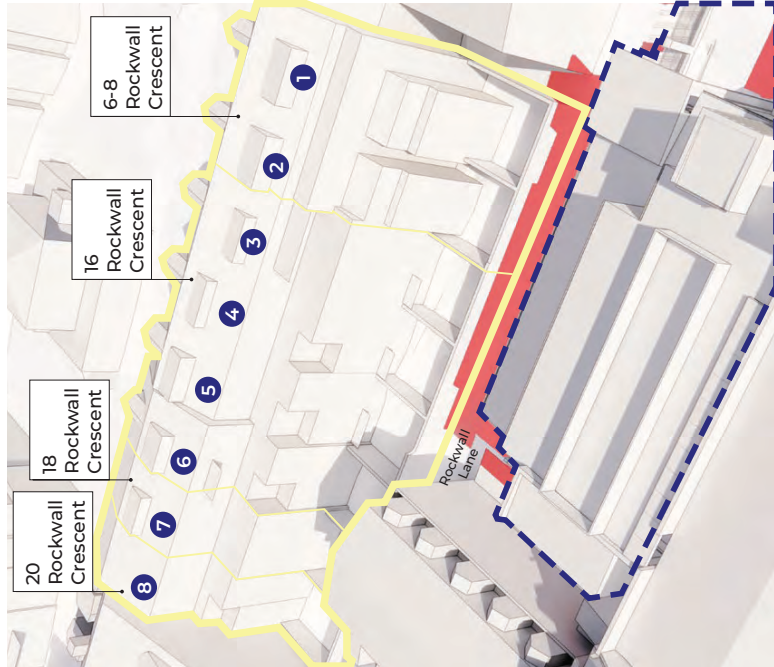 20
Rockwall
Crescent
18
Rockwall
Crescent
16
Rockwall
Crescent
6-8
Rockwall
Crescent
1
2
3
4
5
6
7
8
Rockwall
Lane